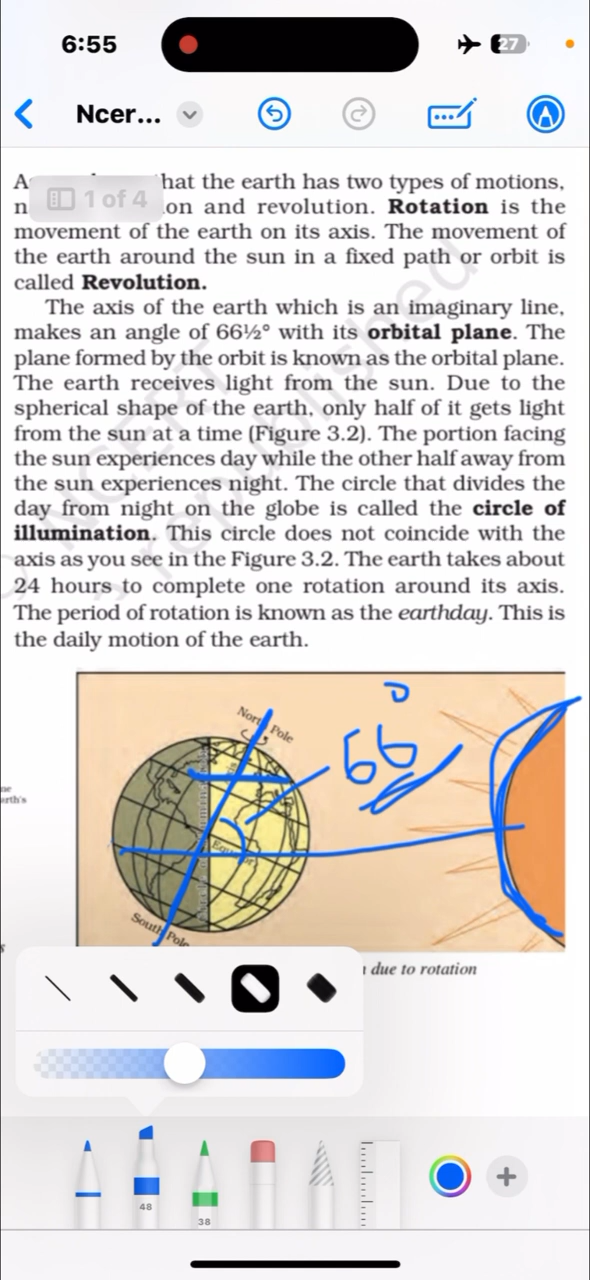 6:55
27
Ncer...
1 of 4
hat the earth has two types of motions,
on and revolution. Rotation is the
movement of the earth on its axis. The movement of
the earth around the sun in a fixed path or orbit is
called Revolution.
The axis of the earth which is an imaginary line,
makes an angle of 66½° with its orbital plane. The
plane formed by the orbit is known as the orbital plane.
The earth receives light from the sun. Due to the
spherical shape of the earth, only half of it gets light
from the sun at a time (Figure 3.2). The portion facing
the sun experiences day while the other half away from
the sun experiences night. The circle that divides the
day from night on the globe is called the circle of
illumination. This circle does not coincide with the
axis as you see in the Figure 3.2. The earth takes about
24 hours to complete one rotation around its axis.
The period of rotation is known as the earthday. This is
the daily motion of the earth.
North Pole
66°
Equator
South Pole
due to rotation
48
38